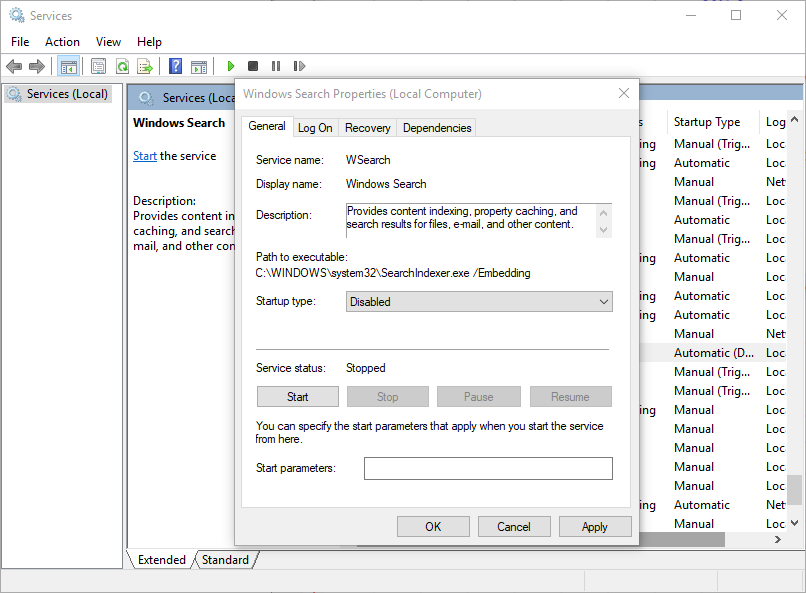 Services
File Action View Help
Services (Local)
Services (Loca
Windows Search
Start the service
Description:
Provides content in
caching, and search
mail, and other con
Windows Search Properties (Local Computer)
General Log On Recovery Dependencies
Service name: WSearch
Display name: Windows Search
Description: Provides content indexing, property caching, and
search results for files, e-mail, and other content.
Path to executable:
C:\WINDOWS\system32\SearchIndexer.exe /Embedding
Startup type: Disabled
Service status: Stopped
Start Stop Pause Resume
You can specify the start parameters that apply when you start the service
from here.
Start parameters:
OK Cancel Apply
s Startup Type Log
ing Manual (Trig... Loc
ing Automatic Loc
Manual Net
Manual (Trig... Loc
Automatic Loc
Manual (Trig... Loc
ing Automatic Loc
Manual Loc
ing Automatic Loc
ing Automatic Loc
Manual Net
Automatic (D... Loc
Manual (Trig... Loc
Manual (Trig... Loc
ing Manual Loc
Manual Loc
Manual Loc
Manual Loc
Manual Loc
ing Automatic Net
Manual Loc
Extended Standard